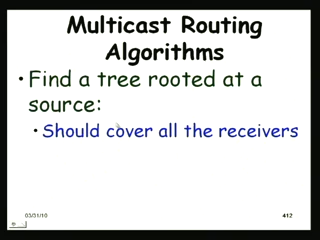 Multicast Routing
Algorithms
• Find a tree rooted at a
source:
• Should cover all the receivers
03/31/10
412